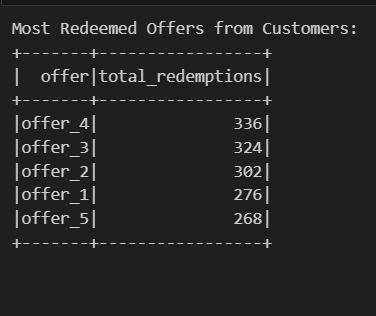 Most Redeemed Offers from Customers:
+-------+-----------------+
|  offer|total_redemptions|
+-------+-----------------+
|offer_4|              336|
|offer_3|              324|
|offer_2|              302|
|offer_1|              276|
|offer_5|              268|
+-------+-----------------+